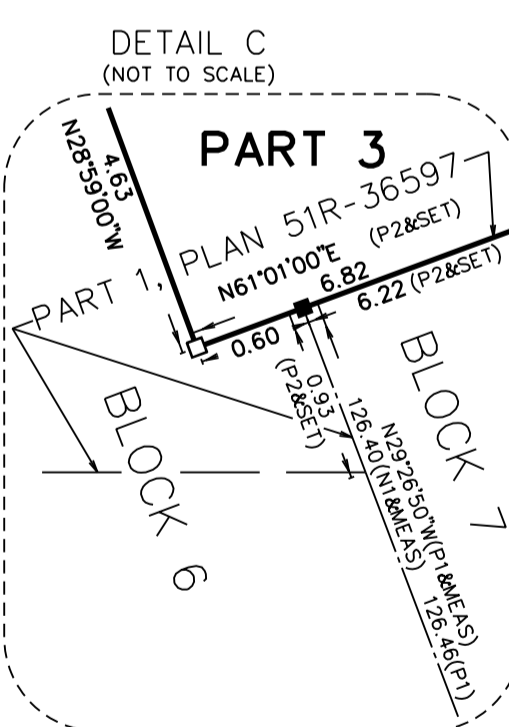 DETAIL C
(NOT TO SCALE)
PART 3
4.63
N28°59'00"W
PART 1, PLAN 51R-36597
N61°01'00"E (P2&SET)
6.82
6.22 (P2&SET)
0.60
0.93
(P2&SET)
BLOCK 7
BLOCK 6
N29°26'50"W(P1&MEAS)
126.40(N1&MEAS) 126.46(P1)